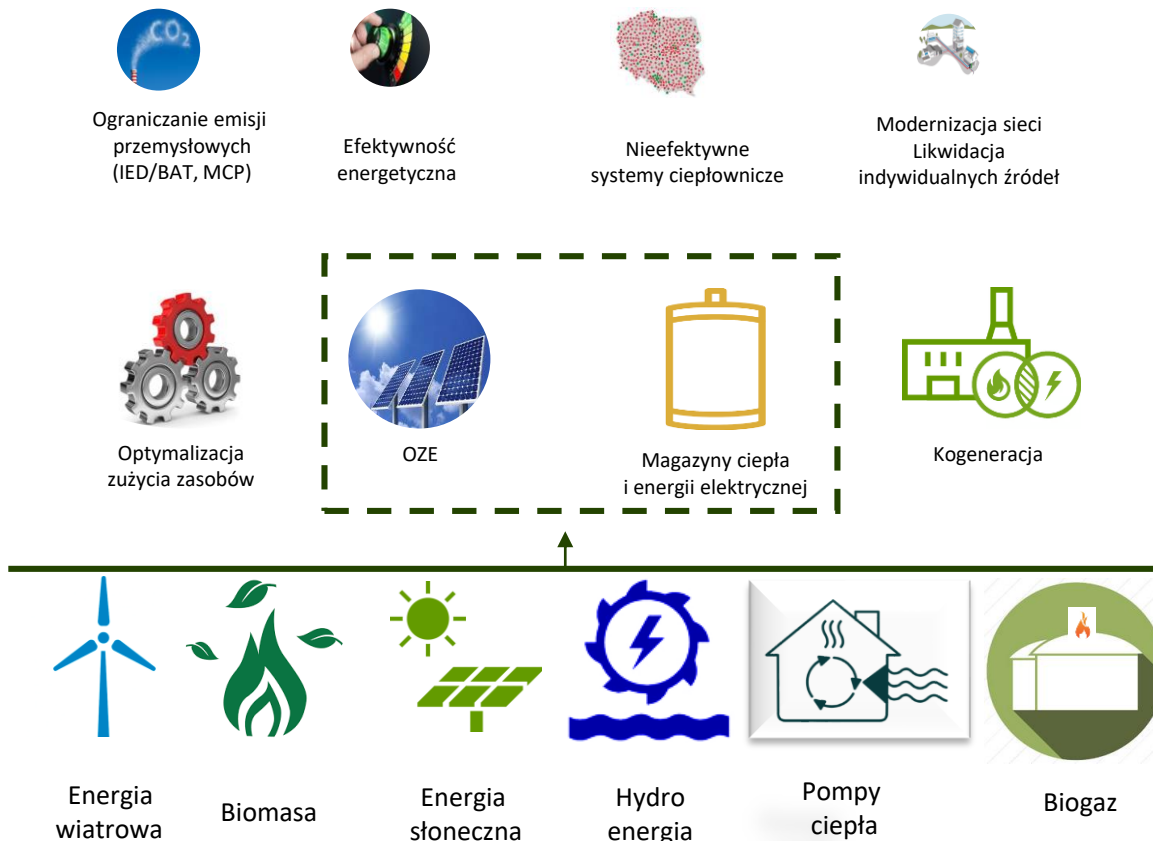 CO2
Ograniczanie emisji
przemysłowych
(IED/BAT, MCP)
Efektywność
energetyczna
Nieefektywne
systemy ciepłownicze
Modernizacja sieci
Likwidacja
indywidualnych źródeł
Optymalizacja
zużycia zasobów
OZE
Magazyny ciepła
i energii elektrycznej
Kogeneracja
Energia
wiatrowa
Biomasa
Energia
słoneczna
Hydro
energia
Pompy
ciepła
Biogaz